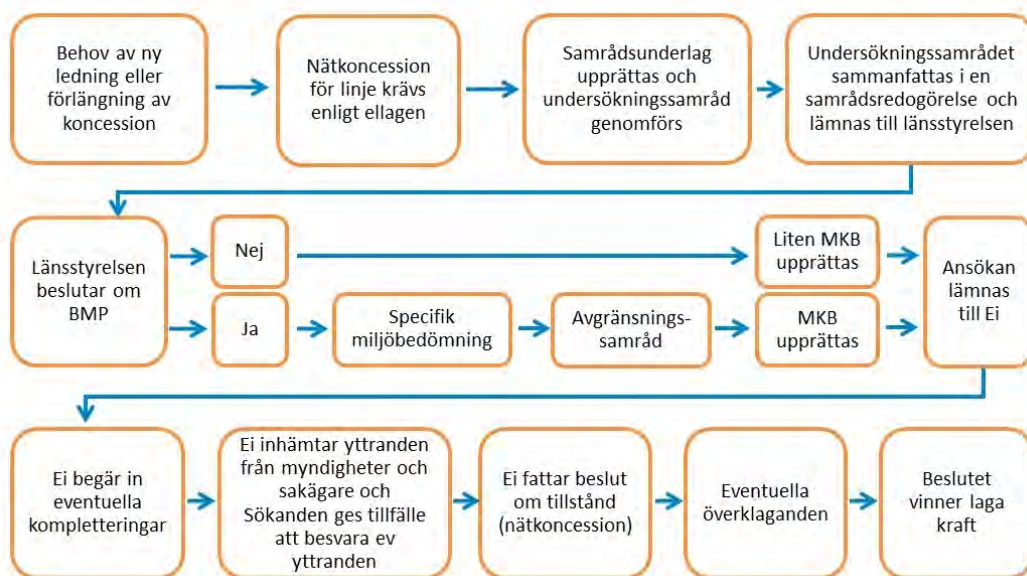 Behov av ny
ledning eller
förlängning av
koncession
Nätkoncession
för linje krävs
enligt ellagen
Samrådsunderlag
upprättas och
undersökningssamråd
genomförs
Undersökningssamrådet
sammanfattas i en
samrådsredogörelse och
lämnas till länsstyrelsen
Länsstyrelsen
beslutar om
BMP
Nej
Liten MKB
upprättas
Ja
Specifik
miljöbedömning
Avgränsnings-
samråd
MKB
upprättas
Ansökan
lämnas
till Ei
Ei begär in
eventuella
kompletteringar
Ei inhämtar yttranden
från myndigheter och
sakägare och
Sökanden ges tillfälle
att besvara ev
yttranden
Ei fattar beslut
om tillstånd
(nätkoncession)
Eventuella
överklaganden
Beslutet
vinner laga
kraft